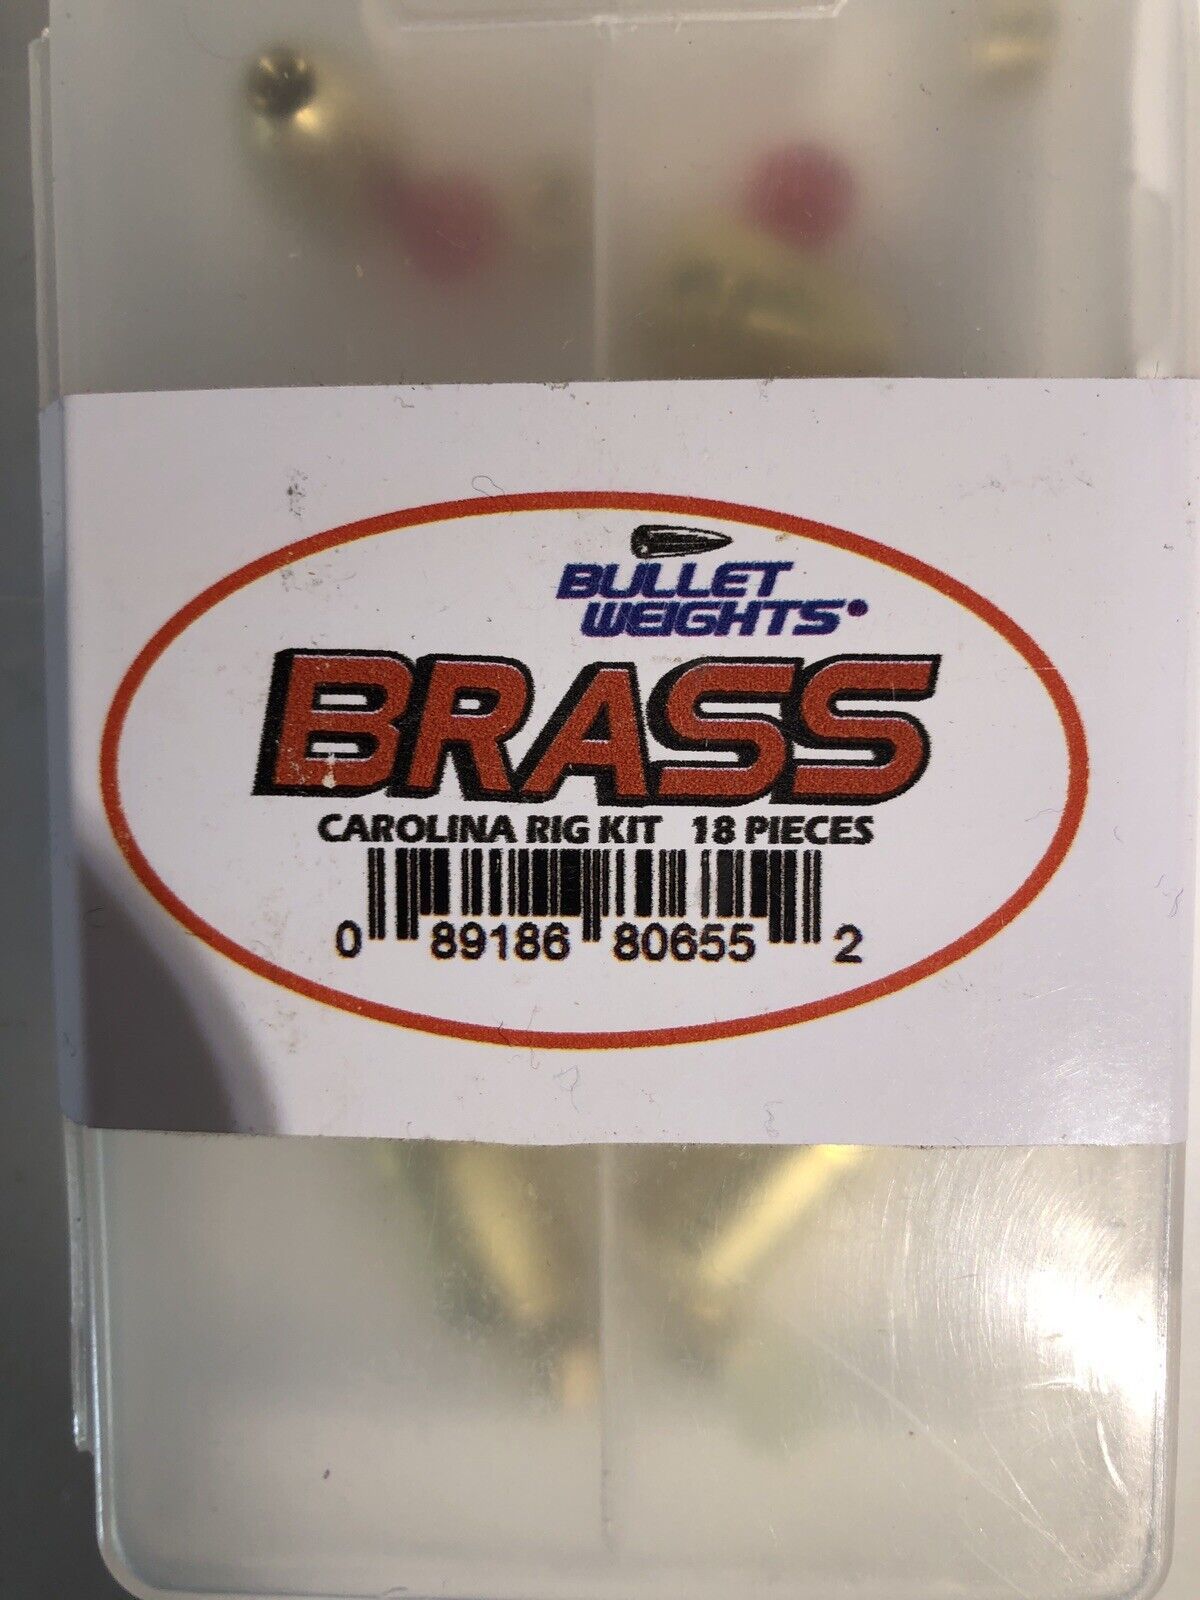 BULLET
WEIGHTS
BRASS
CAROLINA RIG KIT 18 PIECES
0 89186 80655 2